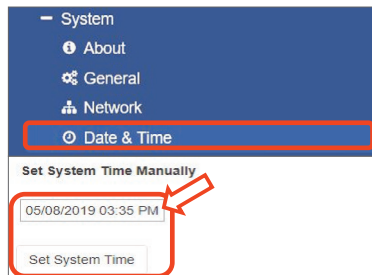 System
About
General
Network
Date & Time
Set System Time Manually
05/08/2019 03:35 PM
Set System Time